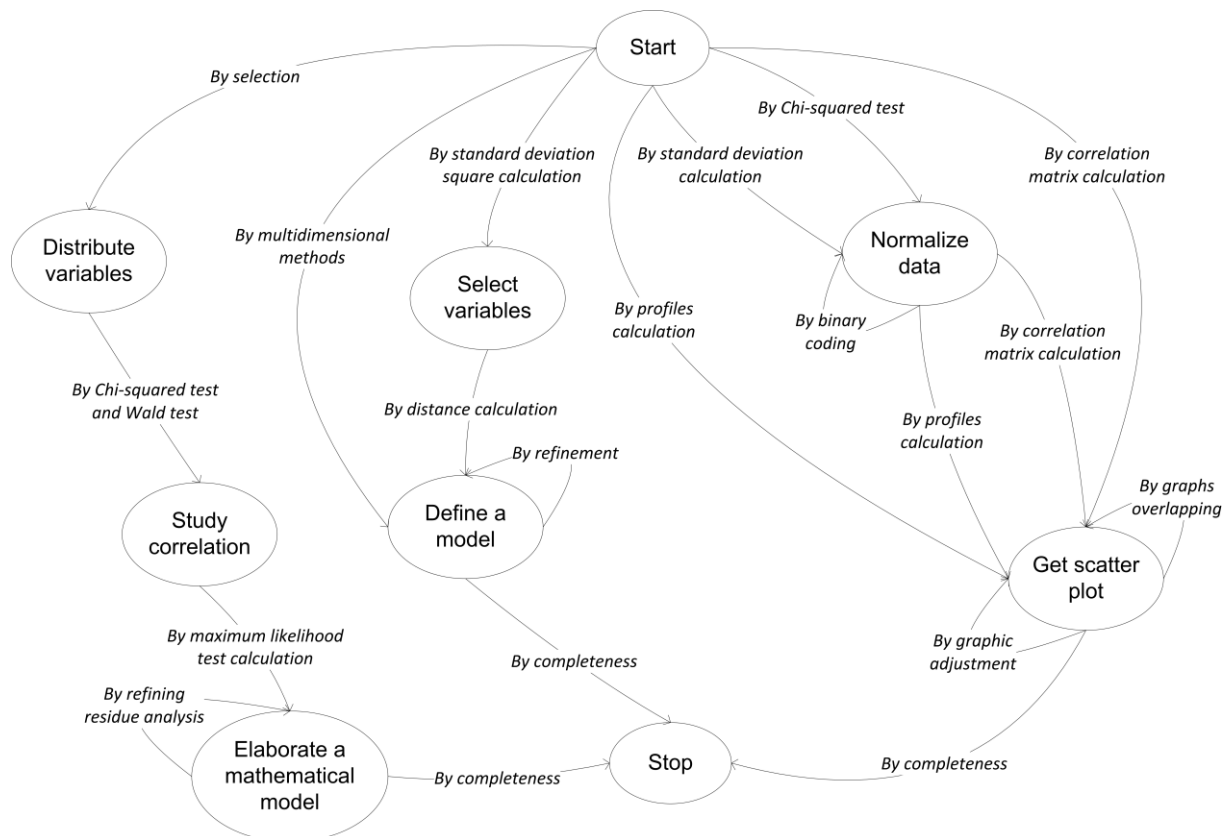 Start
By selection
By Chi-squared test
By standard deviation
square calculation
By standard deviation
calculation
By correlation
matrix calculation
Distribute
variables
By multidimensional
methods
Select
variables
Normalize
data
By profiles
calculation
By binary
coding
By correlation
matrix calculation
By Chi-squared test
and Wald test
By distance calculation
By profiles
calculation
By refinement
By graphs
overlapping
Study
correlation
Define a
model
Get scatter
plot
By maximum likelihood
test calculation
By graphic
adjustment
By completeness
By refining
residue analysis
Elaborate a
mathematical
model
By completeness
Stop
By completeness